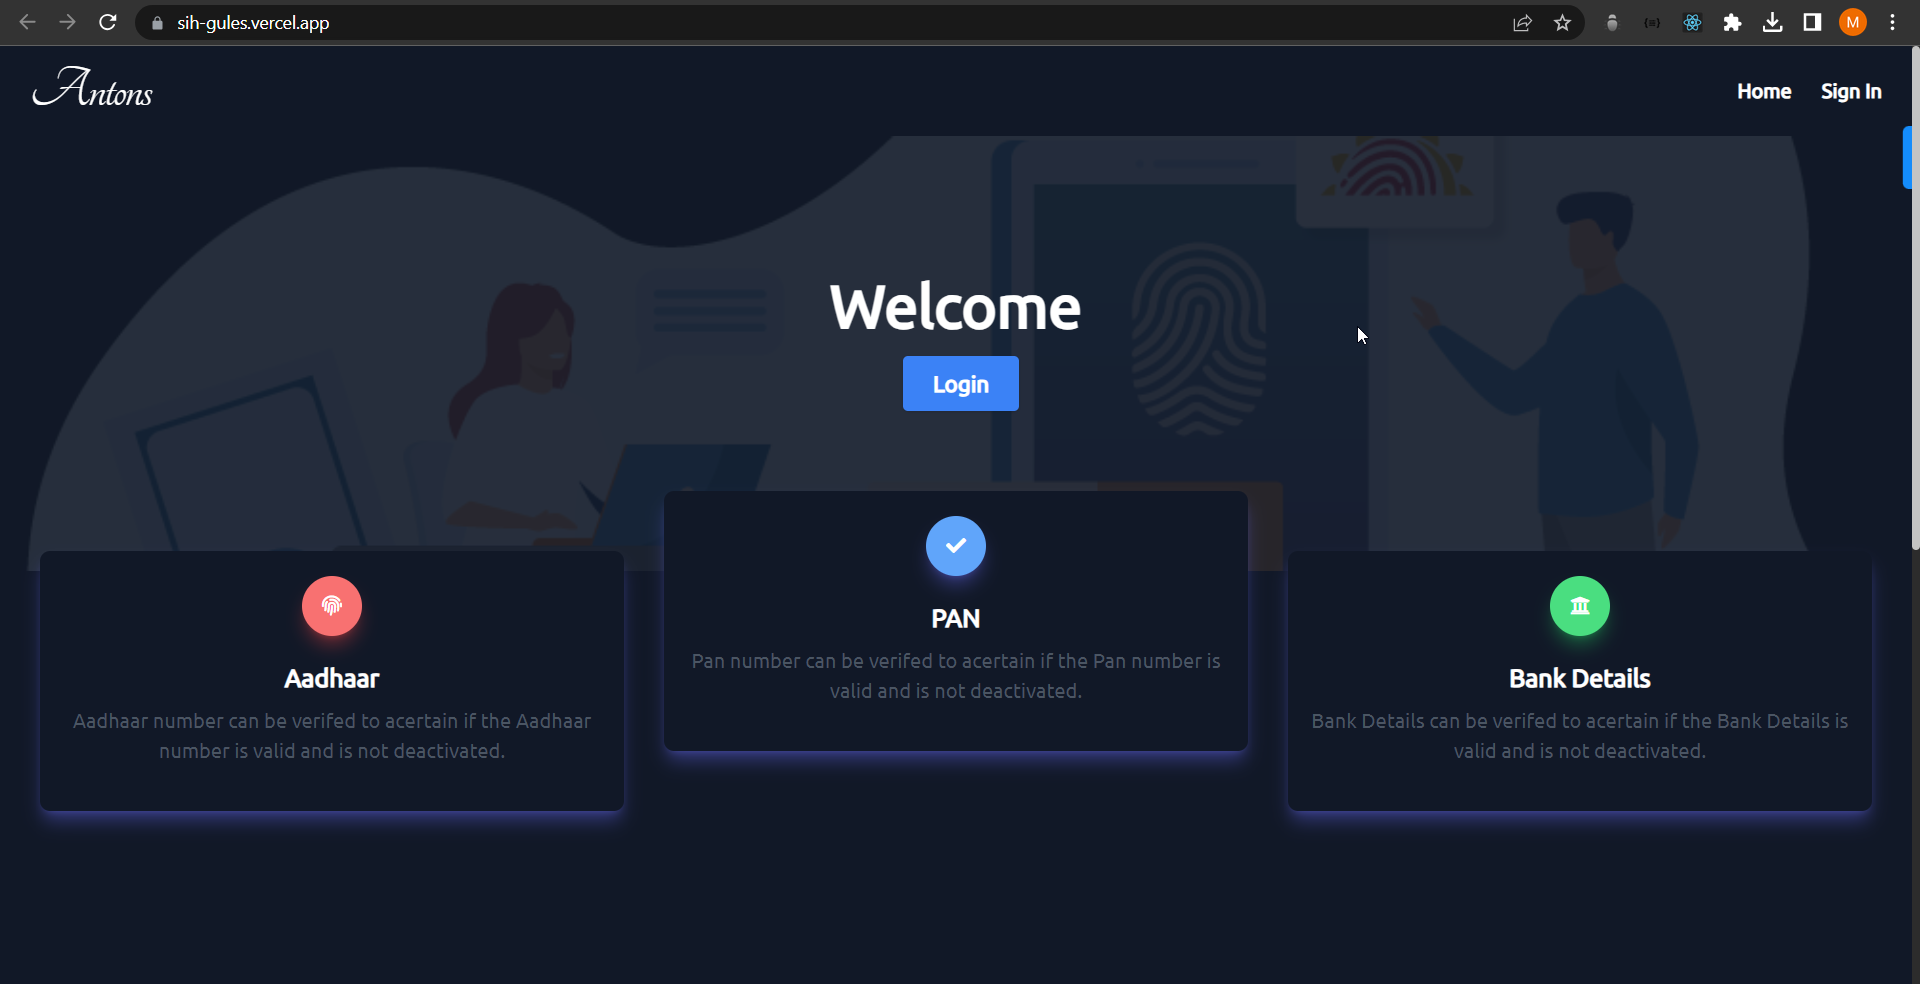 sih-gules.vercel.app
M
Antons
Home
Sign In
Welcome
Login
PAN
Pan number can be verifed to acertain if the Pan number is
valid and is not deactivated.
Aadhaar
Aadhaar number can be verifed to acertain if the Aadhaar
number is valid and is not deactivated.
Bank Details
Bank Details can be verifed to acertain if the Bank Details is
valid and is not deactivated.